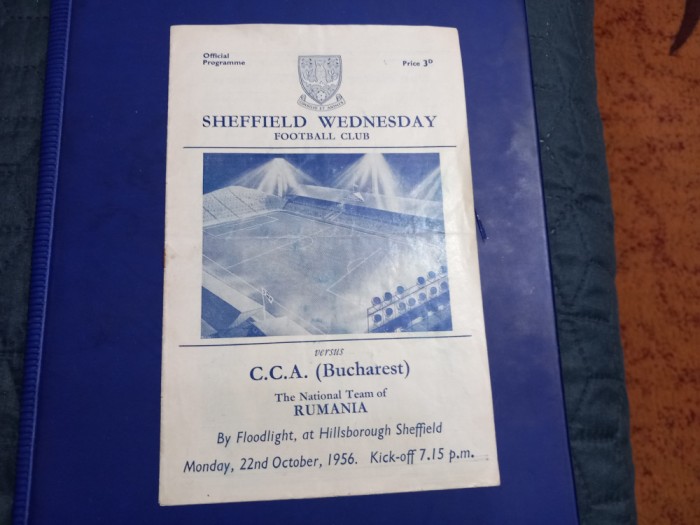 Official
Programme
Price 3D
SHEFFIELD WEDNESDAY
FOOTBALL CLUB
versus
C.C.A. (Bucharest)
The National Team of
RUMANIA
By Floodlight, at Hillsborough Sheffield
Monday, 22nd October, 1956. Kick-off 7.15 p.m.